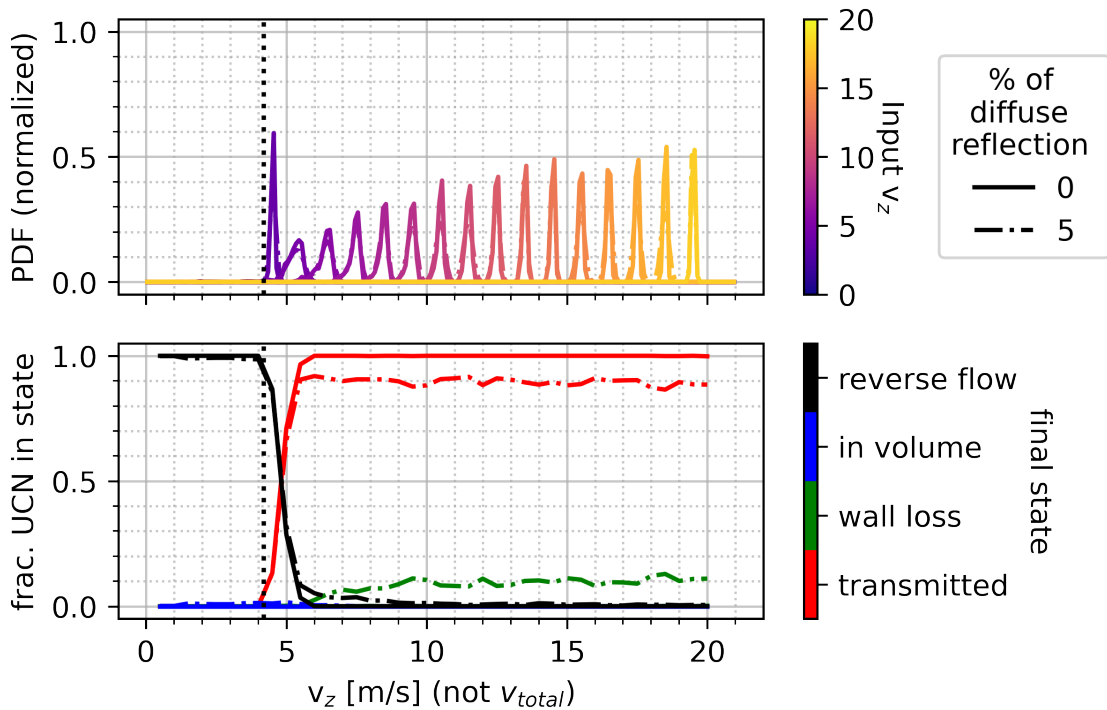 PDF (normalized)
1.0
0.5
0.0
20
15
10
5
0
Input v_z
% of
diffuse
reflection
0
5
frac. UCN in state
1.0
0.5
0.0
0
5
10
15
20
v_z [m/s] (not v_total)
reverse flow
in volume
wall loss
transmitted
final state